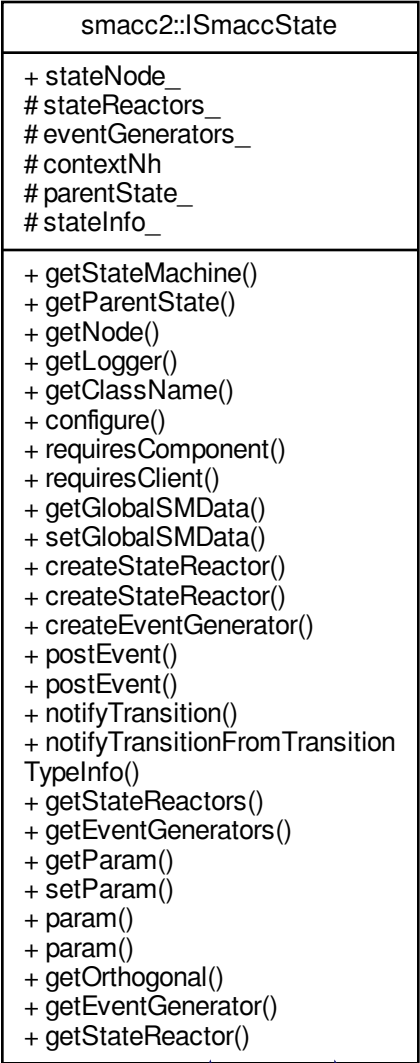 smacc2::ISmaccState
+ stateNode_
# stateReactors_
# eventGenerators_
# contextNh
# parentState_
# stateInfo_
+ getStateMachine()
+ getParentState()
+ getNode()
+ getLogger()
+ getClassName()
+ configure()
+ requiresComponent()
+ requiresClient()
+ getGlobalSMData()
+ setGlobalSMData()
+ createStateReactor()
+ createStateReactor()
+ createEventGenerator()
+ postEvent()
+ postEvent()
+ notifyTransition()
+ notifyTransitionFromTransition
TypeInfo()
+ getStateReactors()
+ getEventGenerators()
+ getParam()
+ setParam()
+ param()
+ param()
+ getOrthogonal()
+ getEventGenerator()
+ getStateReactor()